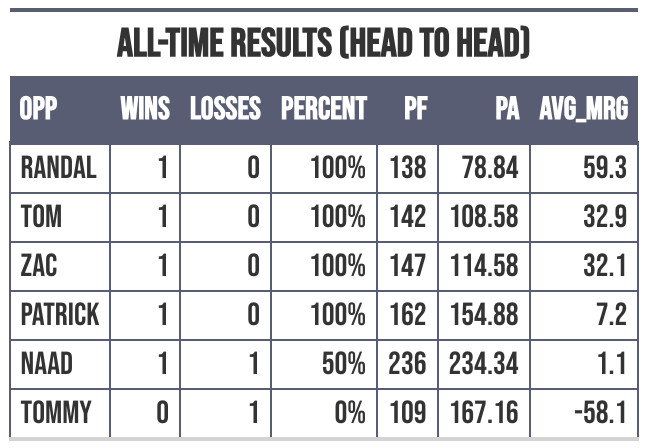 ALL-TIME RESULTS (HEAD TO HEAD)
OPP WINS LOSSES PERCENT PF PA AVG_MRG
RANDAL 1 0 100% 138 78.84 59.3
TOM 1 0 100% 142 108.58 32.9
ZAC 1 0 100% 147 114.58 32.1
PATRICK 1 0 100% 162 154.88 7.2
NAAD 1 1 50% 236 234.34 1.1
TOMMY 0 1 0% 109 167.16 -58.1